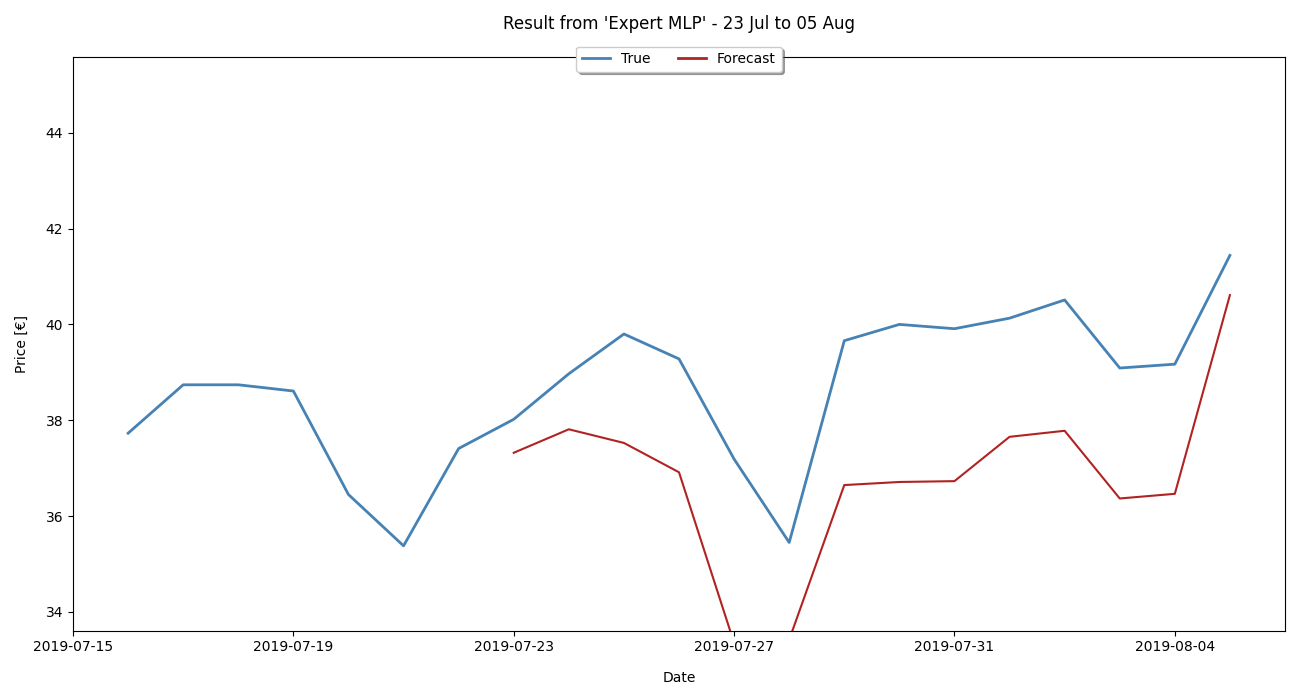 Result from 'Expert MLP' - 23 Jul to 05 Aug
True Forecast
44
42
40
38
36
34
Price [€]
2019-07-15 2019-07-19 2019-07-23 2019-07-27 2019-07-31 2019-08-04
Date